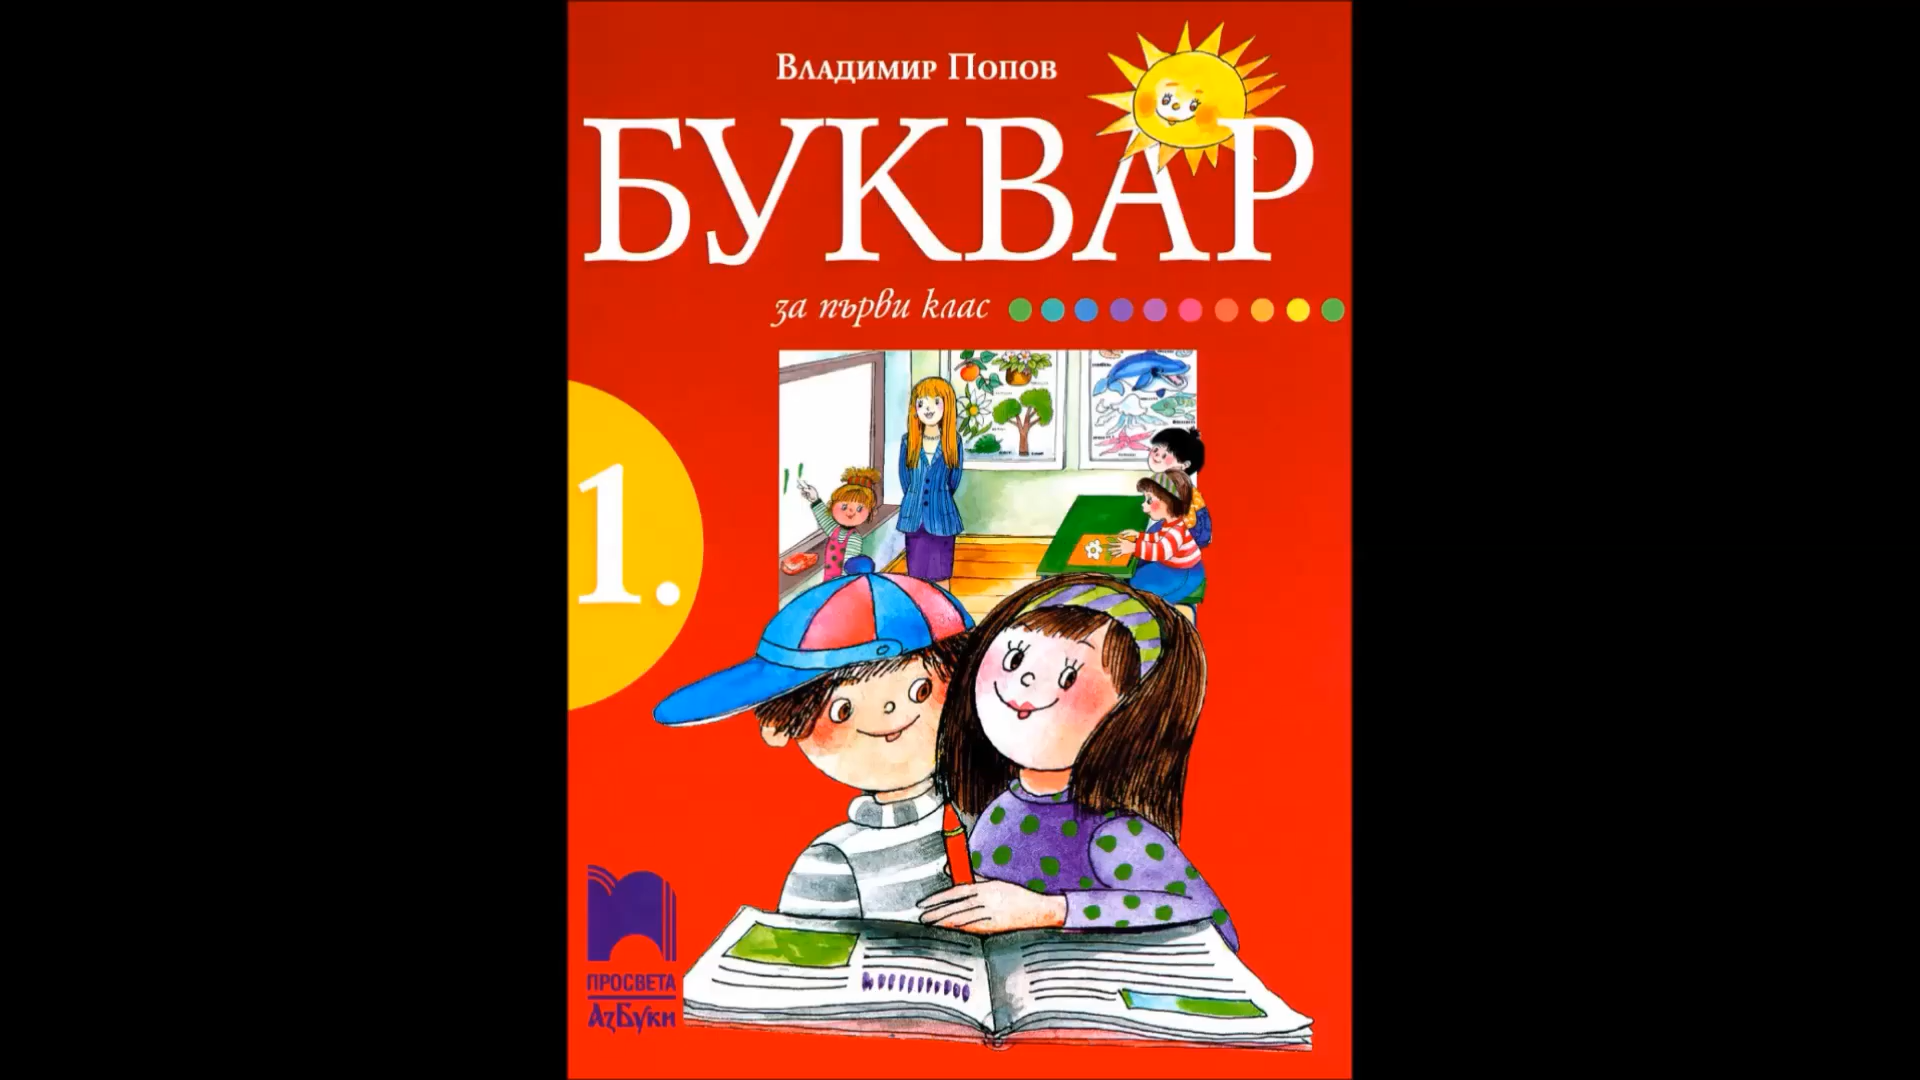 Владимир Попов
БУКВАР
за първи клас
1.
ПРОСВЕТА
АзБуки